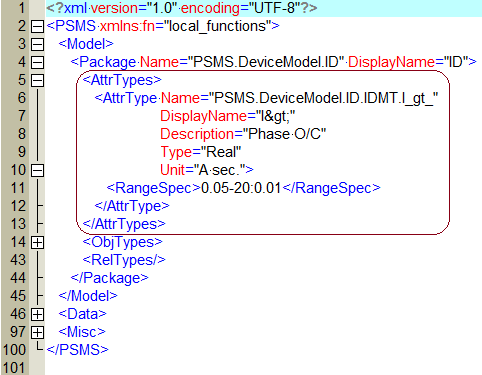 1 <?xml version="1.0" encoding="UTF-8"?>
2 <PSMS xmlns:fn="local_functions">
3 <Model>
4 <Package Name="PSMS.DeviceModel.ID" DisplayName="ID">
5 <AttrTypes>
6 <AttrType Name="PSMS.DeviceModel.ID.IDMT.I_gt_"
7 DisplayName="I&gt;"
8 Description="Phase O/C"
9 Type="Real"
10 Unit="A sec.">
11 <RangeSpec>0.05-20:0.01</RangeSpec>
12 </AttrType>
13 </AttrTypes>
14 <ObjTypes>
43 <RelTypes/>
44 </Package>
45 </Model>
46 <Data>
97 <Misc>
100 </PSMS>
101